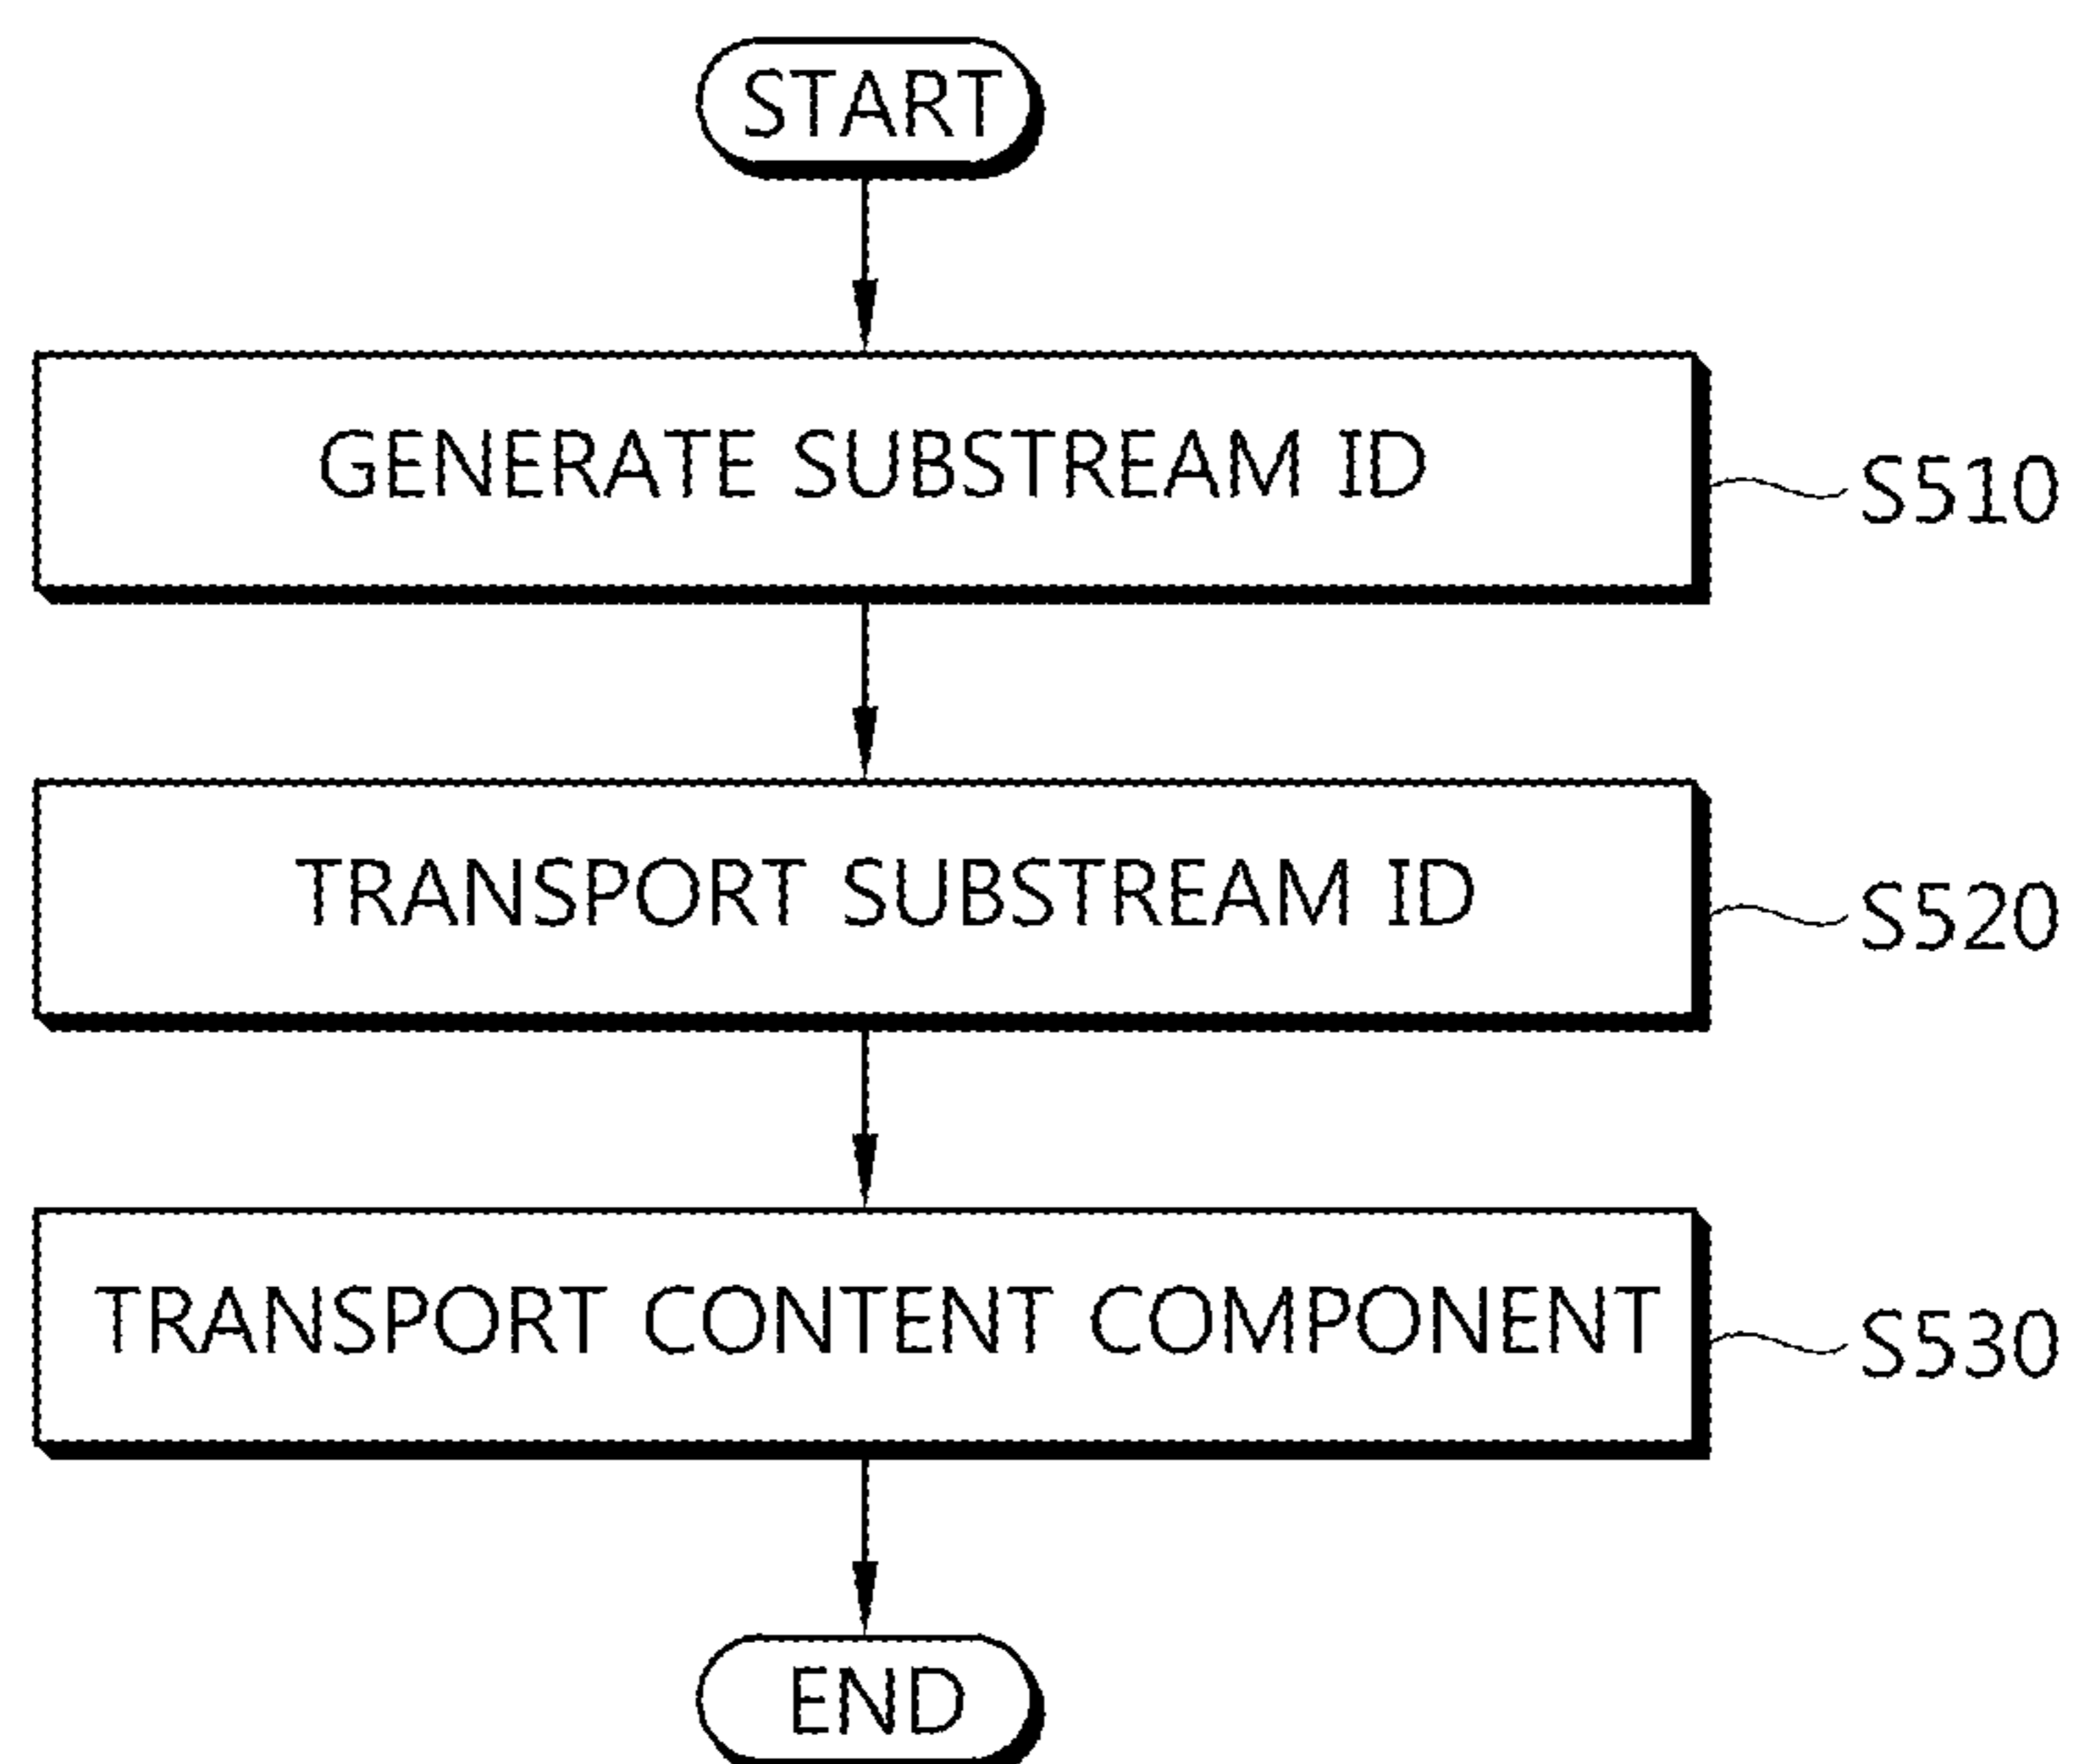 START
GENERATE SUBSTREAM ID
S510
TRANSPORT SUBSTREAM ID
S520
TRANSPORT CONTENT COMPONENT
S530
END